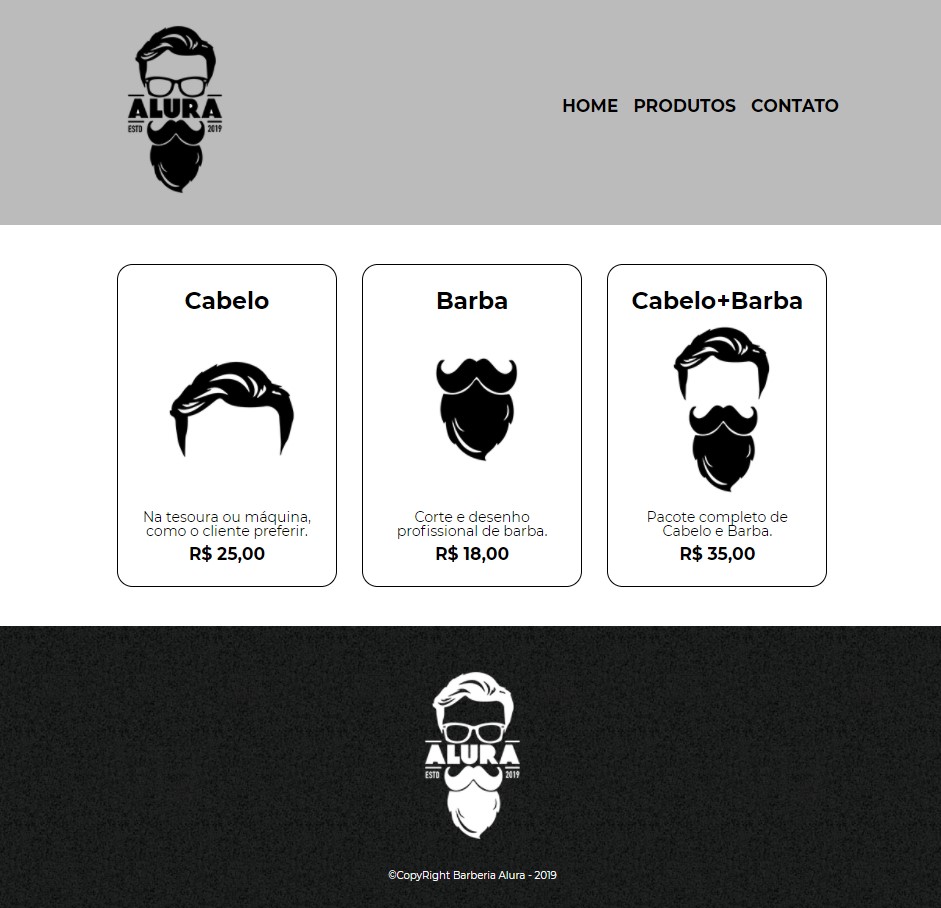 ALURA
ESTD 2019
HOME PRODUTOS CONTATO
Cabelo
Na tesoura ou máquina,
como o cliente preferir.
R$ 25,00
Barba
Corte e desenho
profissional de barba.
R$ 18,00
Cabelo+Barba
Pacote completo de
Cabelo e Barba.
R$ 35,00
ALURA
ESTD 2019
©CopyRight Barberia Alura - 2019